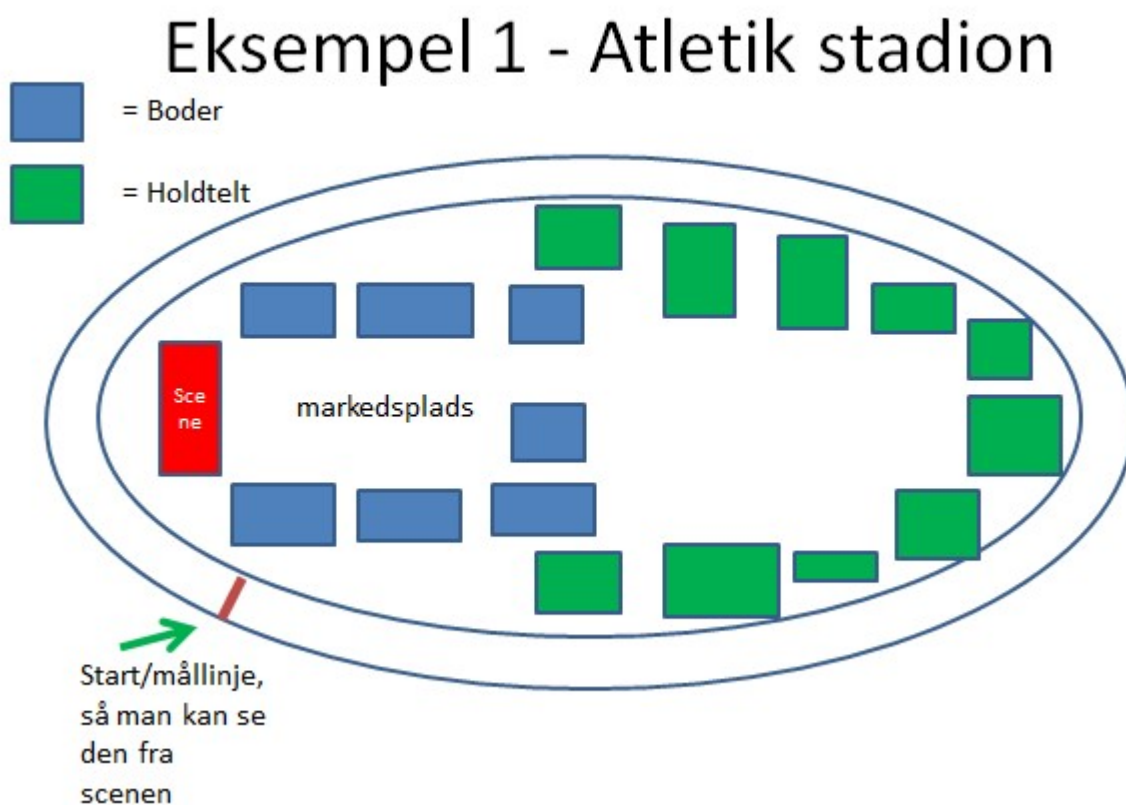 Eksempel 1 - Atletik stadion
= Boder
= Holdtelt
Sce
ne
markedsplads
Start/mållinje,
så man kan se
den fra
scenen